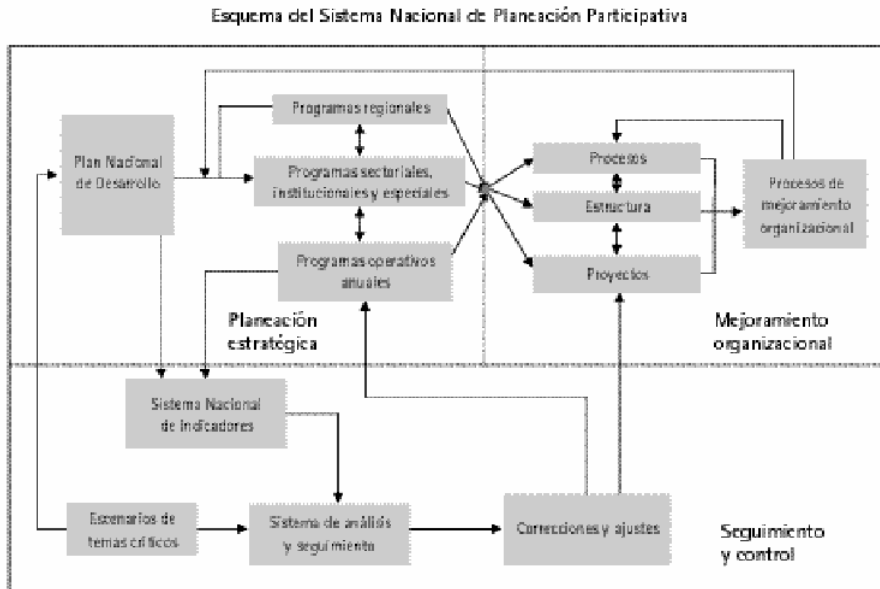 Esquema del Sistema Nacional de Planeación Participativa
Programas regionales
Plan Nacional
de Desarrollo
Programas sectoriales,
institucionales y especiales
Programas operativos
anuales
Planeación
estratégica
Procesos
Estructura
Proyectos
Procesos de
mejoramiento
organizacional
Mejoramiento
organizacional
Sistema Nacional
de Indicadores
Escenarios de
temas críticos
Sistema de análisis
y seguimiento
Correcciones y ajustes
Seguimiento
y control